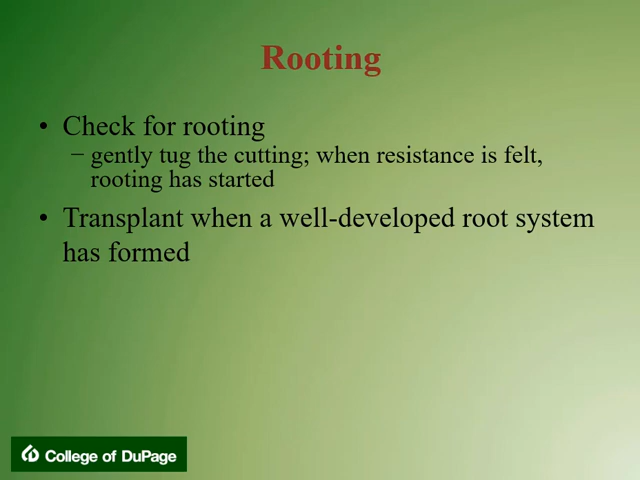 Rooting
• Check for rooting
– gently tug the cutting; when resistance is felt,
rooting has started
• Transplant when a well-developed root system
has formed
College of DuPage